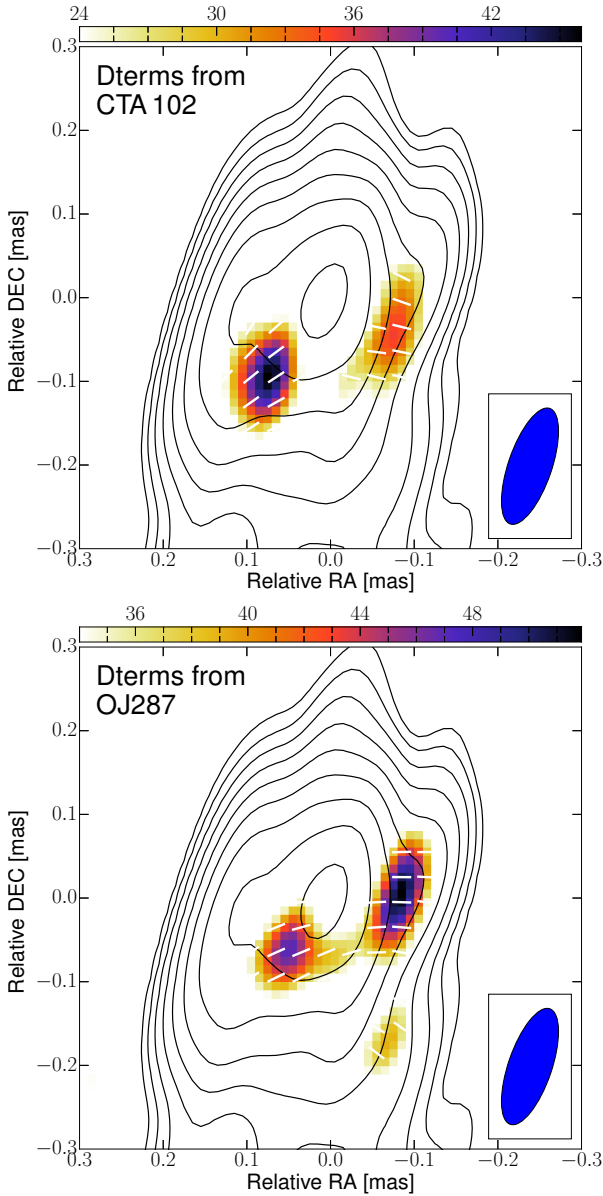 24 30 36 42
Dterms from
CTA 102
0.3
0.2
0.1
0.0
−0.1
−0.2
−0.3
Relative DEC [mas]
0.3 0.2 0.1 0.0 −0.1 −0.2 −0.3
Relative RA [mas]
36 40 44 48
Dterms from
OJ287
0.3
0.2
0.1
0.0
−0.1
−0.2
−0.3
Relative DEC [mas]
0.3 0.2 0.1 0.0 −0.1 −0.2 −0.3
Relative RA [mas]